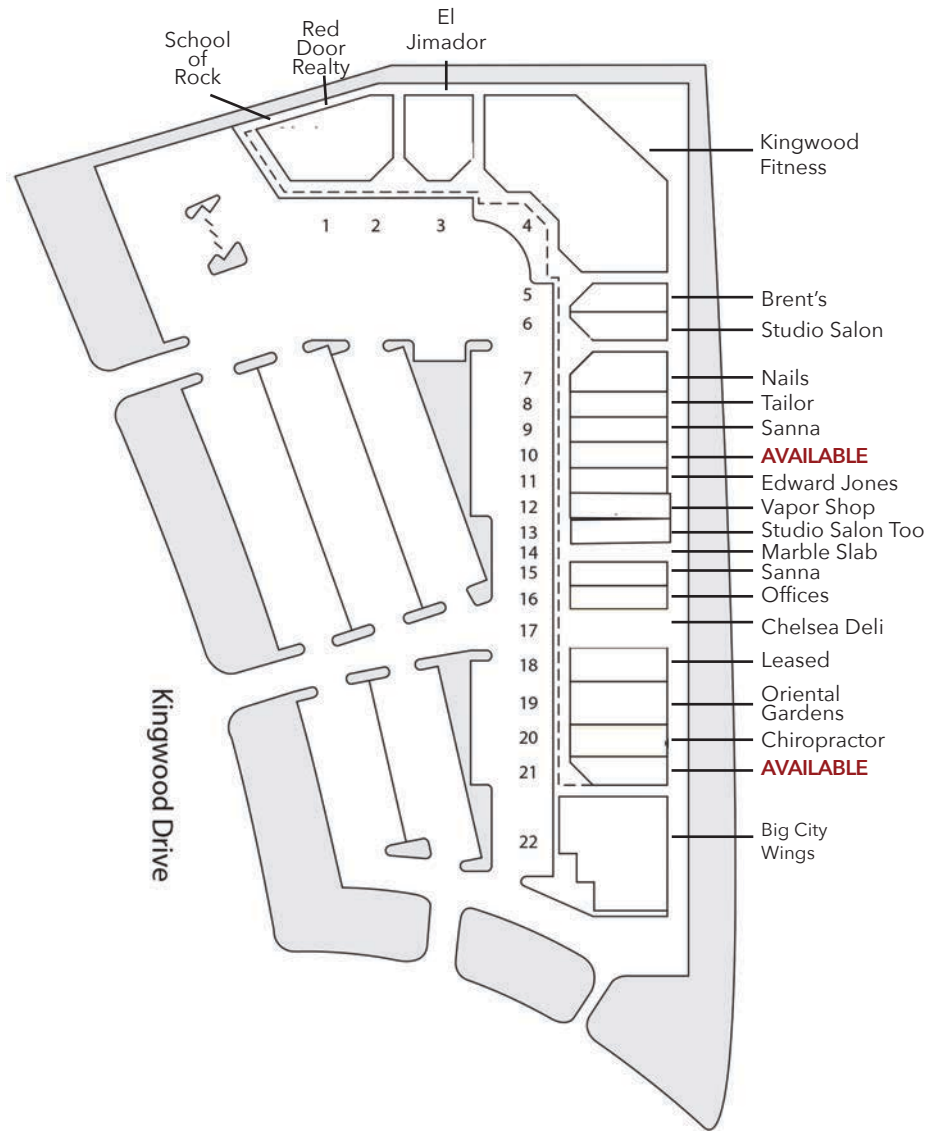 School
of
Rock
Red
Door
Realty
El
Jimador
Kingwood
Fitness
1
2
3
4
5
Brent's
6
Studio Salon
7
Nails
8
Tailor
9
Sanna
10
AVAILABLE
11
Edward Jones
12
Vapor Shop
13
Studio Salon Too
14
Marble Slab
15
Sanna
16
Offices
17
Chelsea Deli
18
Leased
19
Oriental
Gardens
20
Chiropractor
21
AVAILABLE
22
Big City
Wings
Kingwood Drive